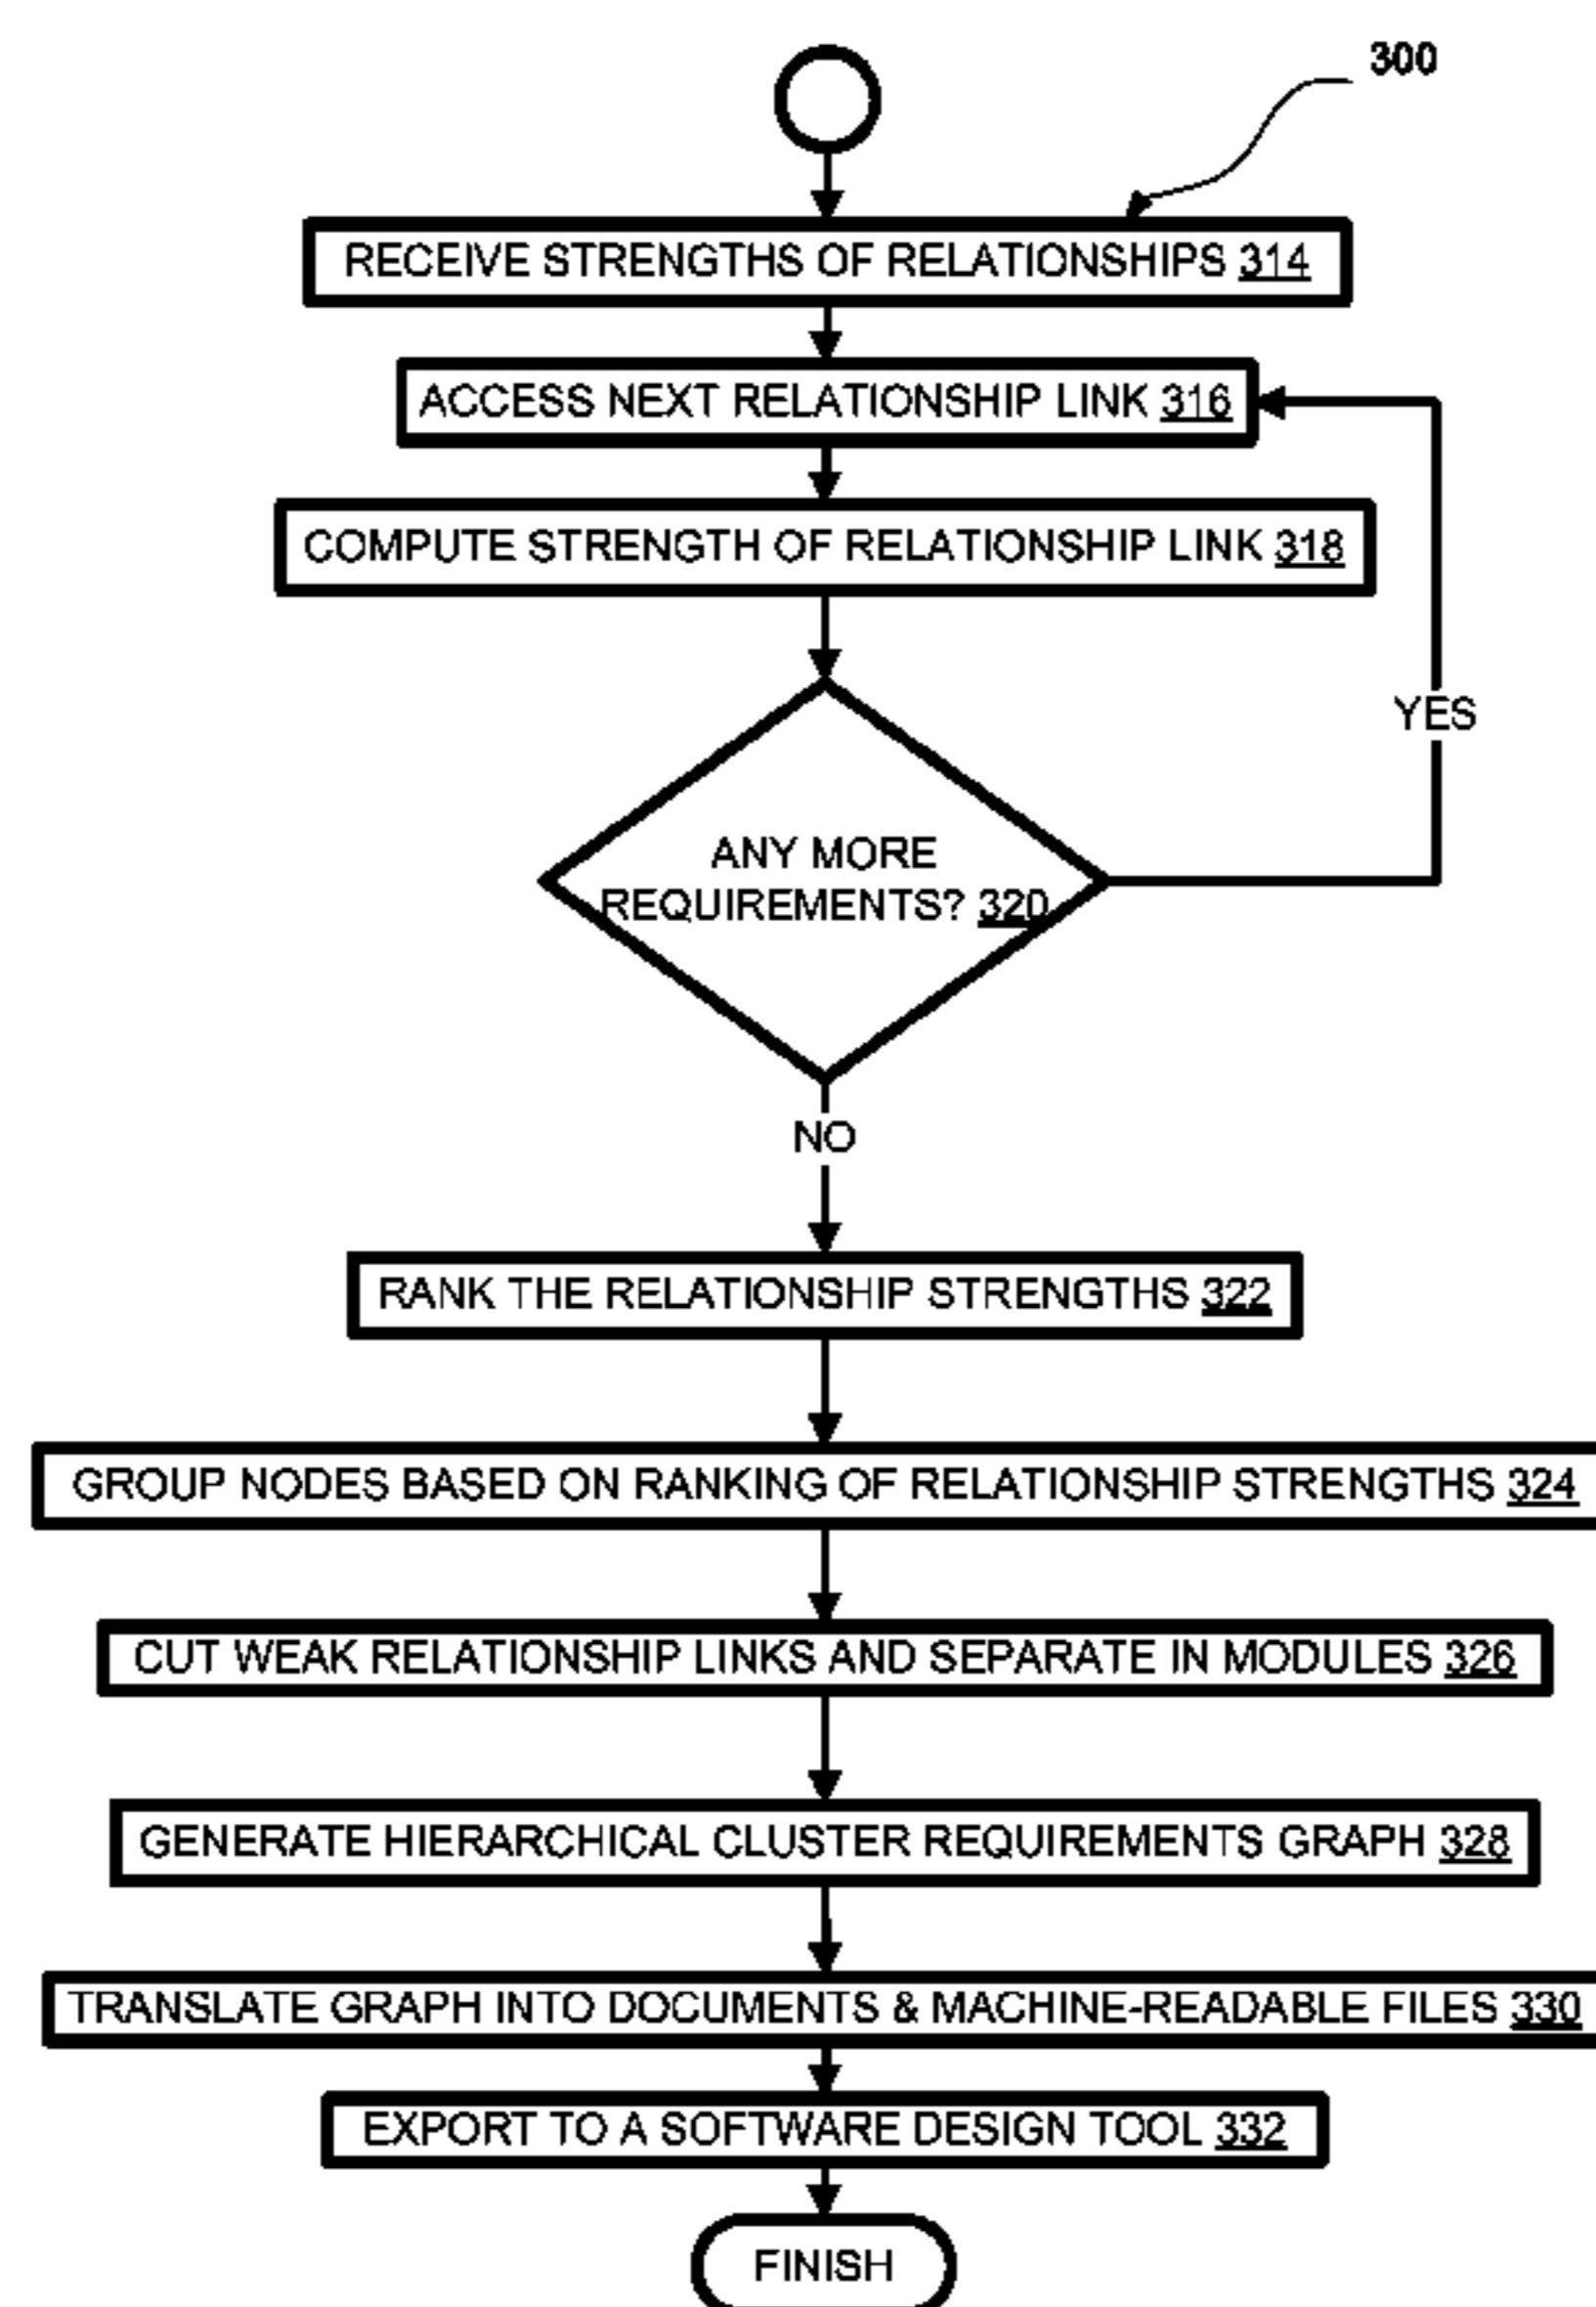 300
RECEIVE STRENGTHS OF RELATIONSHIPS 314
ACCESS NEXT RELATIONSHIP LINK 316
COMPUTE STRENGTH OF RELATIONSHIP LINK 318
YES
ANY MORE
REQUIREMENTS? 320
NO
RANK THE RELATIONSHIP STRENGTHS 322
GROUP NODES BASED ON RANKING OF RELATIONSHIP STRENGTHS 324
CUT WEAK RELATIONSHIP LINKS AND SEPARATE IN MODULES 326
GENERATE HIERARCHICAL CLUSTER REQUIREMENTS GRAPH 328
TRANSLATE GRAPH INTO DOCUMENTS & MACHINE-READABLE FILES 330
EXPORT TO A SOFTWARE DESIGN TOOL 332
FINISH